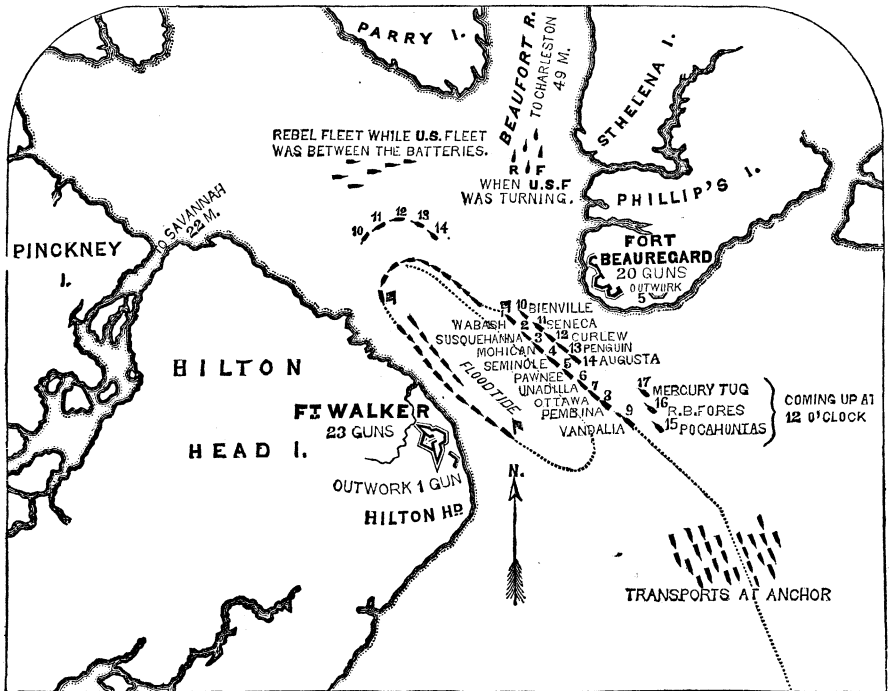 PARRY I.
BEAUFORT R.
TO CHARLESTON
49 M.
ST HELENA I.
REBEL FLEET WHILE U.S. FLEET
WAS BETWEEN THE BATTERIES.
R F
WHEN U.S.F
WAS TURNING.
PHILLIP'S I.
TO SAVANNAH
22 M.
PINCKNEY
I.
10 11 12 13 14
FORT
BEAUREGARD
20 GUNS
OUTWORK
5
10 BIENVILLE
WABASH
11 SENECA
2
SUSQUEHANNA 3
12 CURLEW
MOHICAN 4
13 PENGUIN
SEMINOLE 5
14 AUGUSTA
PAWNEE 6
UNADILLA 7
OTTAWA 8
PEMBINA
VANDALIA 9
FLOOD TIDE
17 MERCURY TUG
16 R.B.FORES
15 POCAHONTAS
COMING UP AT
12 O'CLOCK
HILTON
HEAD I.
FT WALKER
23 GUNS
OUTWORK 1 GUN
HILTON HD.
N.
TRANSPORTS AT ANCHOR